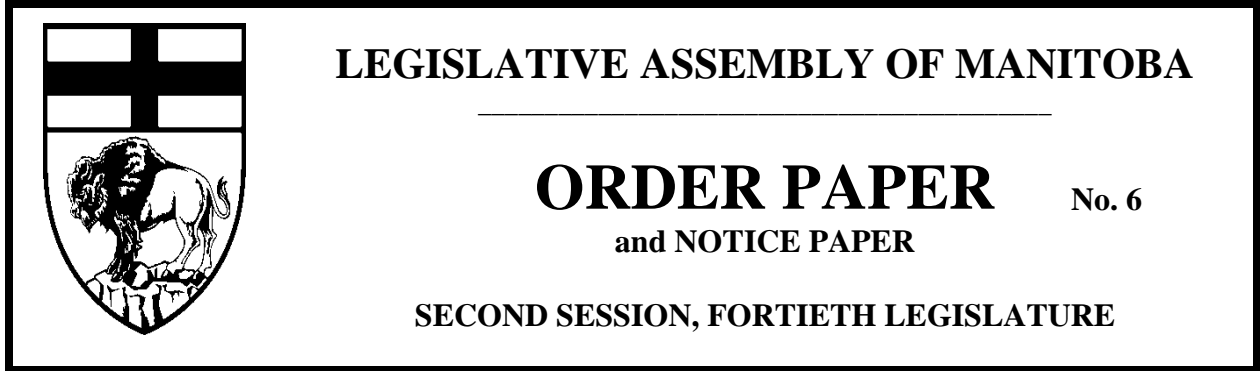 LEGISLATIVE ASSEMBLY OF MANITOBA
ORDER PAPER No. 6
and NOTICE PAPER
SECOND SESSION, FORTIETH LEGISLATURE